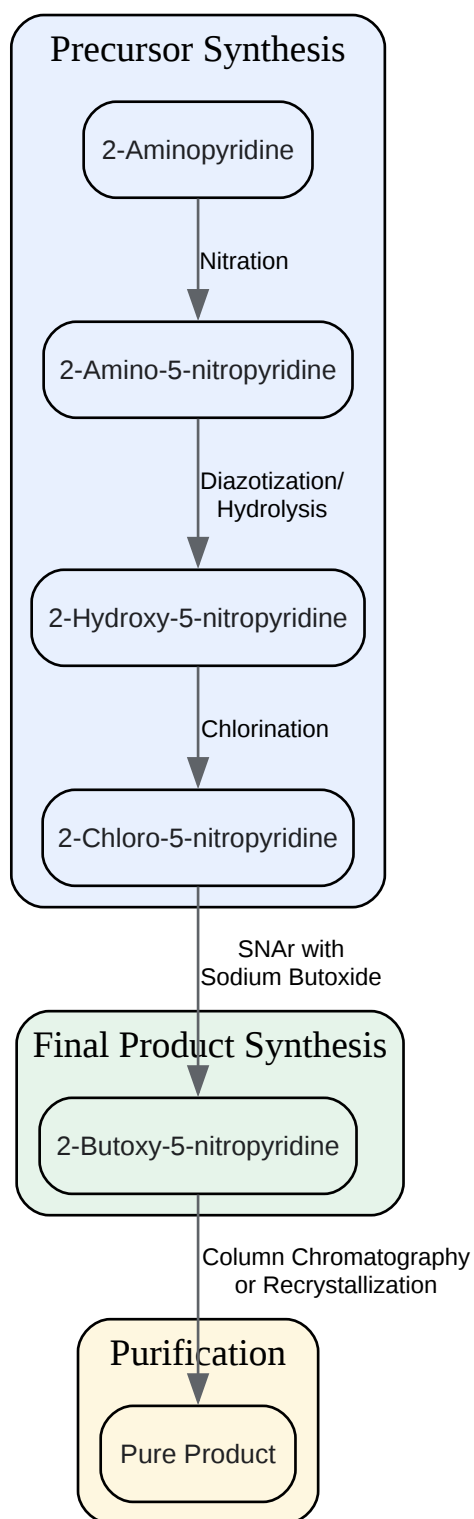 Precursor Synthesis
2-Aminopyridine
Nitration
2-Amino-5-nitropyridine
Diazotization/
Hydrolysis
2-Hydroxy-5-nitropyridine
Chlorination
2-Chloro-5-nitropyridine
SNAr with
Sodium Butoxide
Final Product Synthesis
2-Butoxy-5-nitropyridine
Column Chromatography
or Recrystallization
Purification
Pure Product